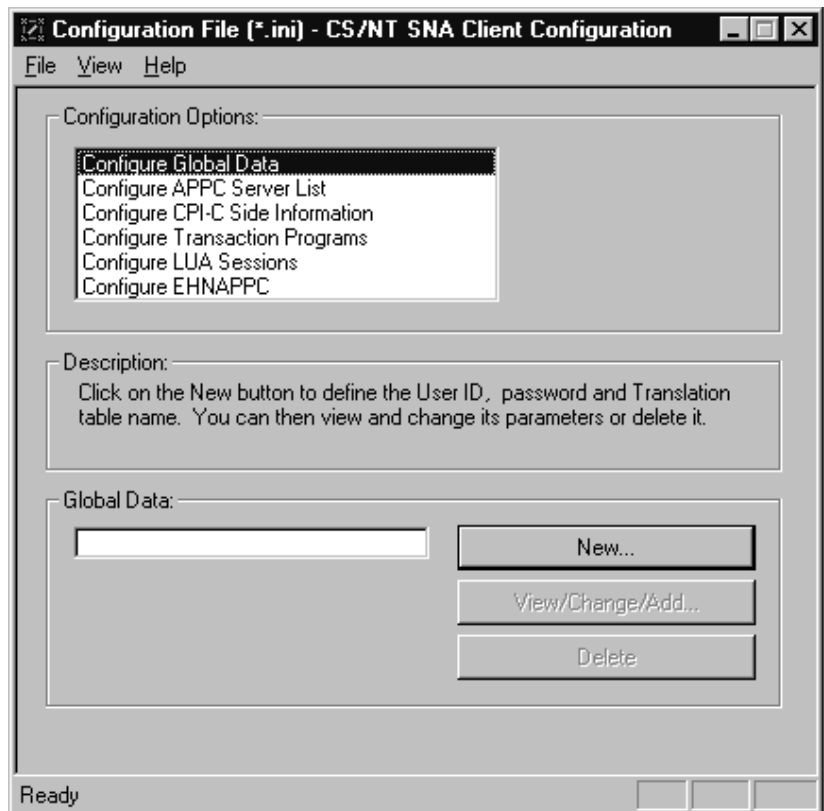 Configuration File (*.ini) - CS/NT SNA Client Configuration
File View Help
Configuration Options:
Configure Global Data
Configure APPC Server List
Configure CPI-C Side Information
Configure Transaction Programs
Configure LUA Sessions
Configure EHNAPPC
Description:
Click on the New button to define the User ID, password and Translation
table name. You can then view and change its parameters or delete it.
Global Data:
New...
View/Change/Add...
Delete
Ready